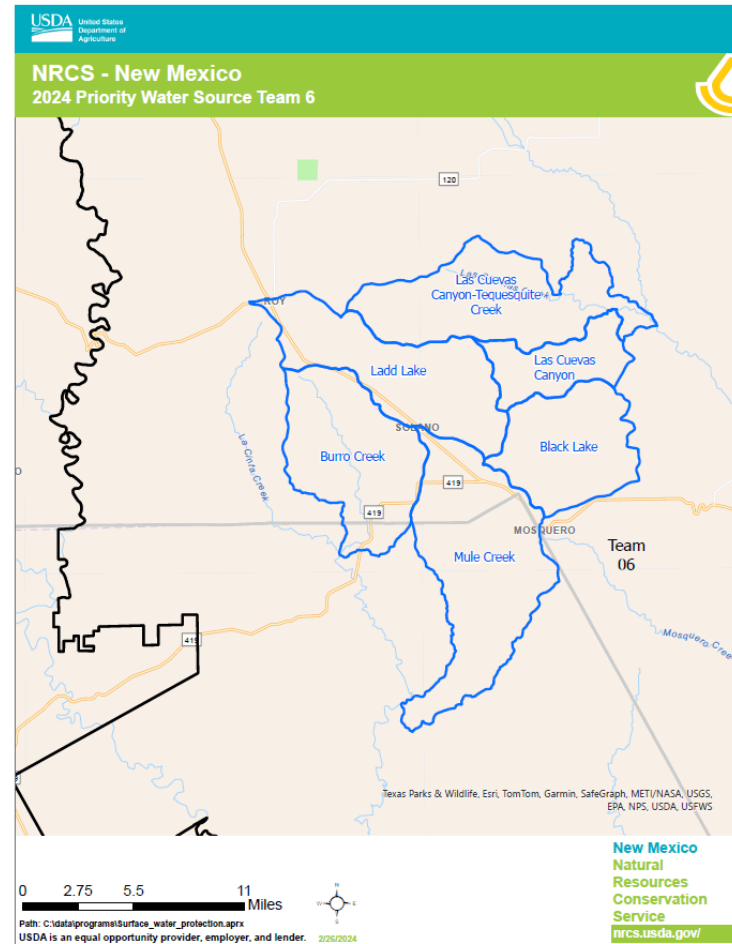 USDA
United States
Department of
Agriculture
NRCS - New Mexico
2024 Priority Water Source Team 6
120
Las Cuevas
Canyon-Tequesquite
Creek
ROY
Ladd Lake
Las Cuevas
Canyon
SOLANO
Black Lake
Burro Creek
La Cinta Creek
419
419
MOSQUERO
Mule Creek
Team
06
419
Mosquero Cree
Texas Parks & Wildlife, Esri, TomTom, Garmin, SafeGraph, METI/NASA, USGS,
EPA, NPS, USDA, USFWS
0 2.75 5.5 11
Miles
N
W E
S
Path: C:\data\programs\Surface_water_protection.aprx
USDA is an equal opportunity provider, employer, and lender. 2/26/2024
New Mexico
Natural
Resources
Conservation
Service
nrcs.usda.gov/